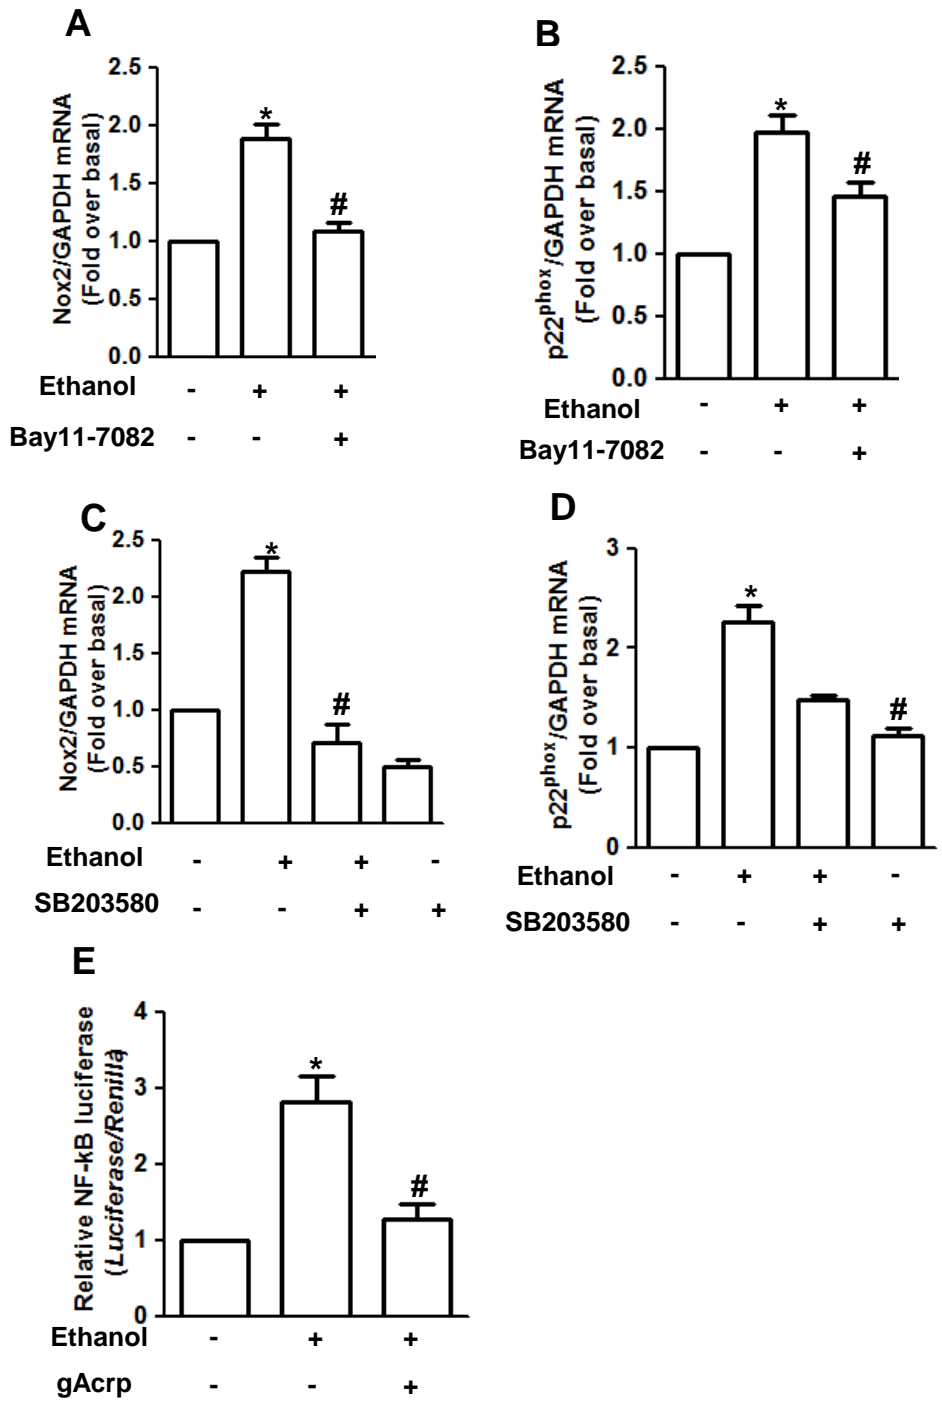 A
Nox2/GAPDH mRNA
(Fold over basal)
2.5
2.0
1.5
1.0
0.5
0.0
*
#
Ethanol - + +
Bay11-7082 - - +
B
p22phox/GAPDH mRNA
(Fold over basal)
2.5
2.0
1.5
1.0
0.5
0.0
*
#
Ethanol - + +
Bay11-7082 - - +
C
Nox2/GAPDH mRNA
(Fold over basal)
2.5
2.0
1.5
1.0
0.5
0.0
*
#
Ethanol - + + -
SB203580 - - + +
D
p22phox/GAPDH mRNA
(Fold over basal)
3
2
1
0
*
#
Ethanol - + + -
SB203580 - - + +
E
Relative NF-kB luciferase
(Luciferase/Renilla)
4
3
2
1
0
*
#
Ethanol - + +
gAcrp - - +